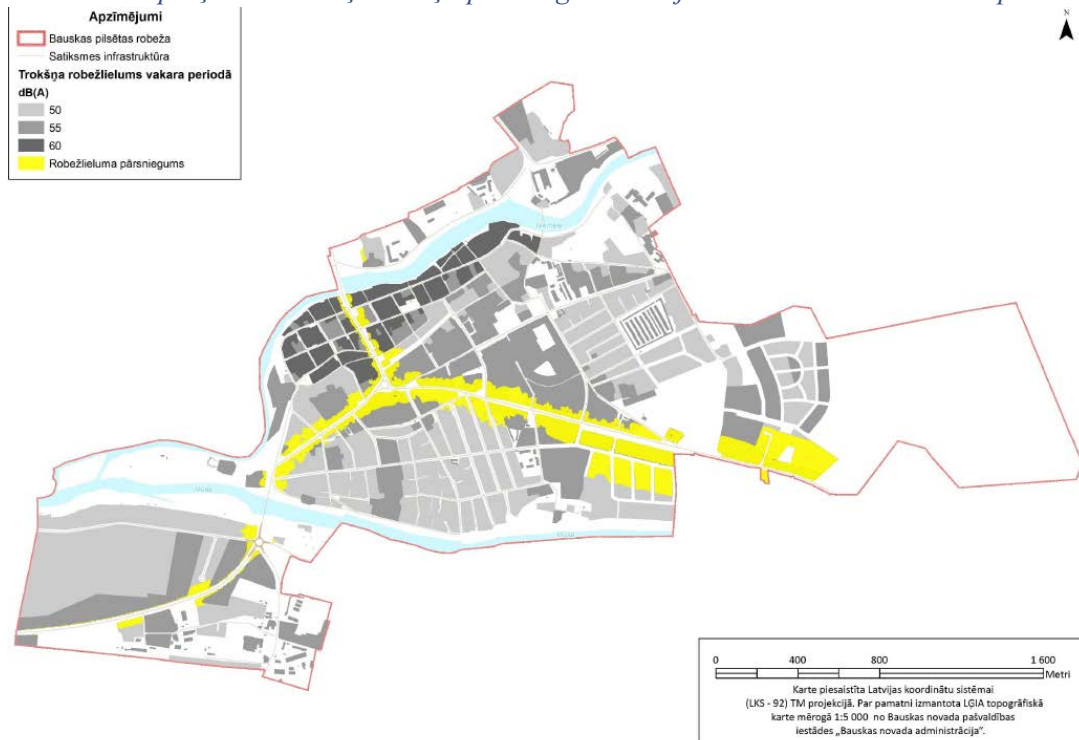 Apzīmējumi
Bauskas pilsētas robeža
Satiksmes infrastruktūra
Trokšņa robežlielums vakara periodā
dB(A)
50
55
60
Robežlieluma pārsniegums
N
0 400 800 1 600
Metri
Karte piesaistīta Latvijas koordinātu sistēmai
(LKS - 92) TM projekcijā. Par pamatni izmantota LĢIA topogrāfiskā
karte mērogā 1:5 000 no Bauskas novada pašvaldības
iestādes „Bauskas novada administrācija”.